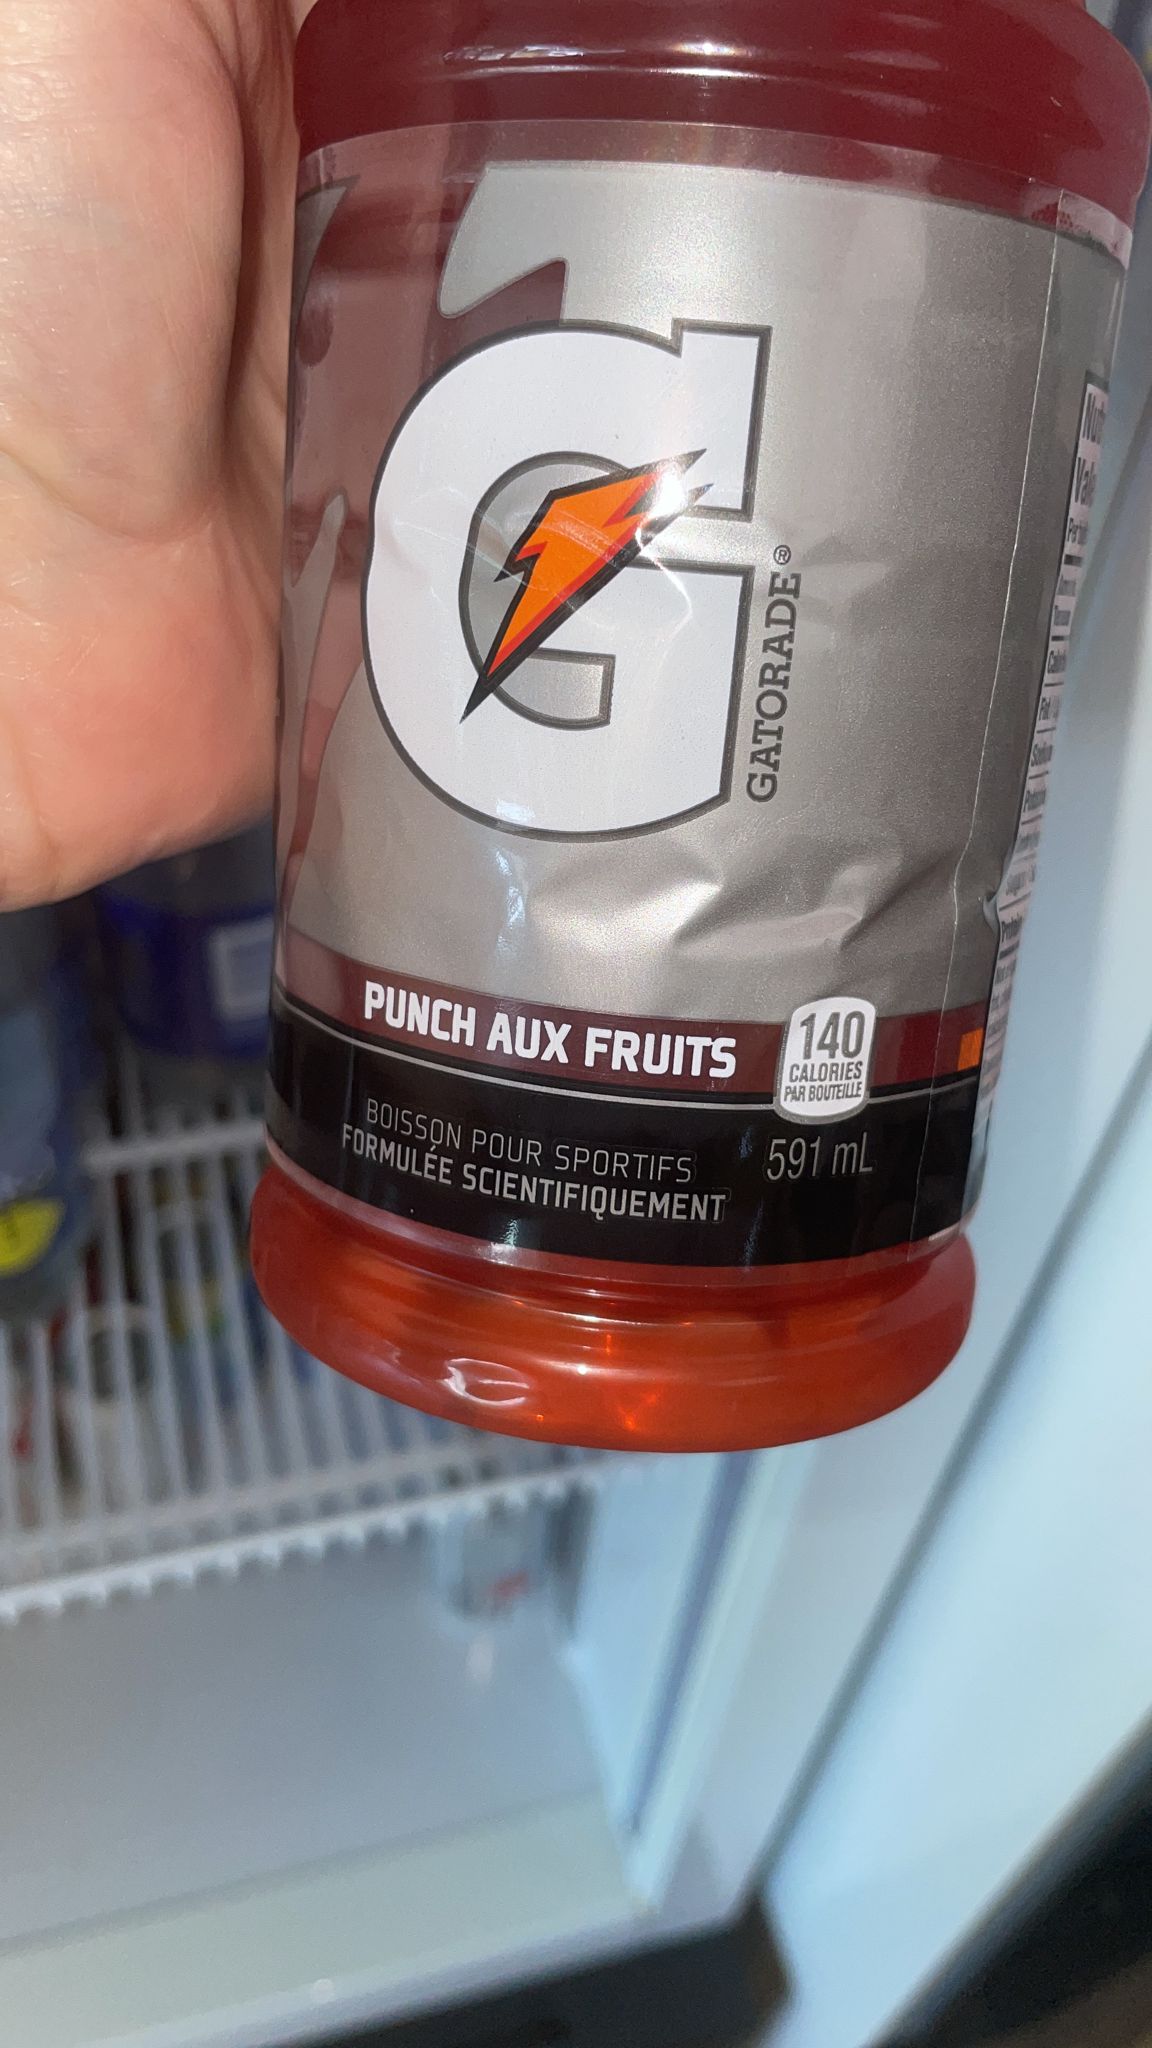 G
GATORADE®
PUNCH AUX FRUITS
140
CALORIES
PAR BOUTEILLE
BOISSON POUR SPORTIFS
FORMULÉE SCIENTIFIQUEMENT
591 mL